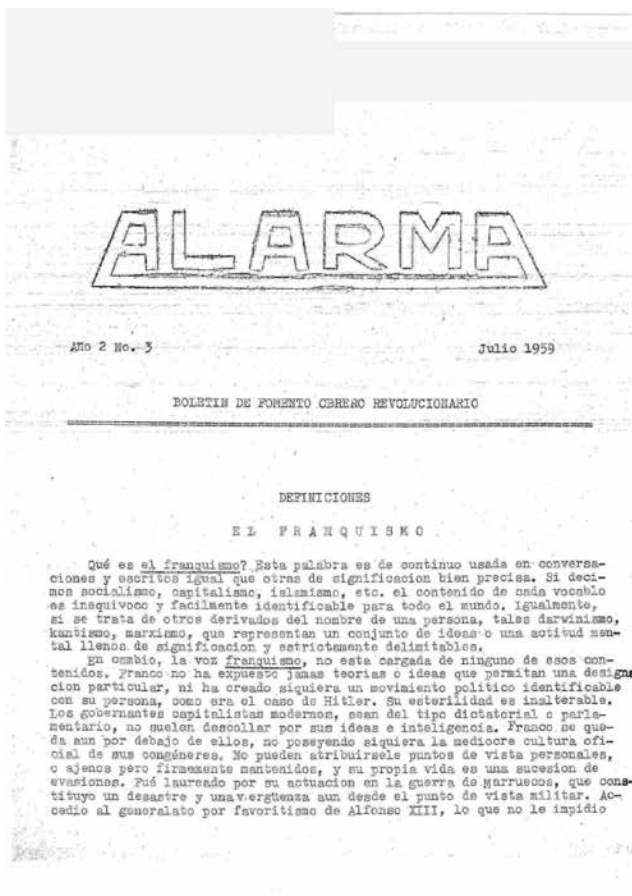 ALARMA
Año 2 No. 3 Julio 1959
BOLETIN DE FOMENTO OBRERO REVOLUCIONARIO
DEFINICIONES
EL FRANQUISMO
Qué es el franquismo? Esta palabra es de continuo usada en conversa-
ciones y escritos igual que otras de significacion bien precisa. Si deci-
mos socialismo, capitalismo, islamismo, etc. el contenido de cada vocablo
es inequivoco y facilmente identificable para todo el mundo. Igualmente,
si se trata de otros derivados del nombre de una persona, tales darwinismo,
kantismo, marxismo, que representan un conjunto de ideas o una actitud men-
tal llenos de significacion y estrictamente delimitables.
En cambio, la voz franquismo, no esta cargada de ninguno de esos con-
tenidos. Franco no ha expuesto jamas teorias o ideas que permitan una designa
cion particular, ni ha creado siquiera un movimiento politico identificable
con su persona, como era el caso de Hitler. Su esterilidad es inalterable.
Los gobernantes capitalistas modernos, sean del tipo dictatorial o parla-
mentario, no suelen descollar por sus ideas e inteligencia. Franco se que-
da aun por debajo de ellos, no poseyendo siquiera la mediocre cultura ofi-
cial de sus congéneres. No pueden atribuirsele puntos de vista personales,
o ajenos pero firmemente mantenidos, y su propia vida es una sucesion de
evasiones. Fué laureado por su actuacion en la guerra de Marruecos, que cons-
tituyo un desastre y una vergüenza aun desde el punto de vista militar. Ac-
cedio al generalato por favoritismo de Alfonso XIII, lo que no le impidio